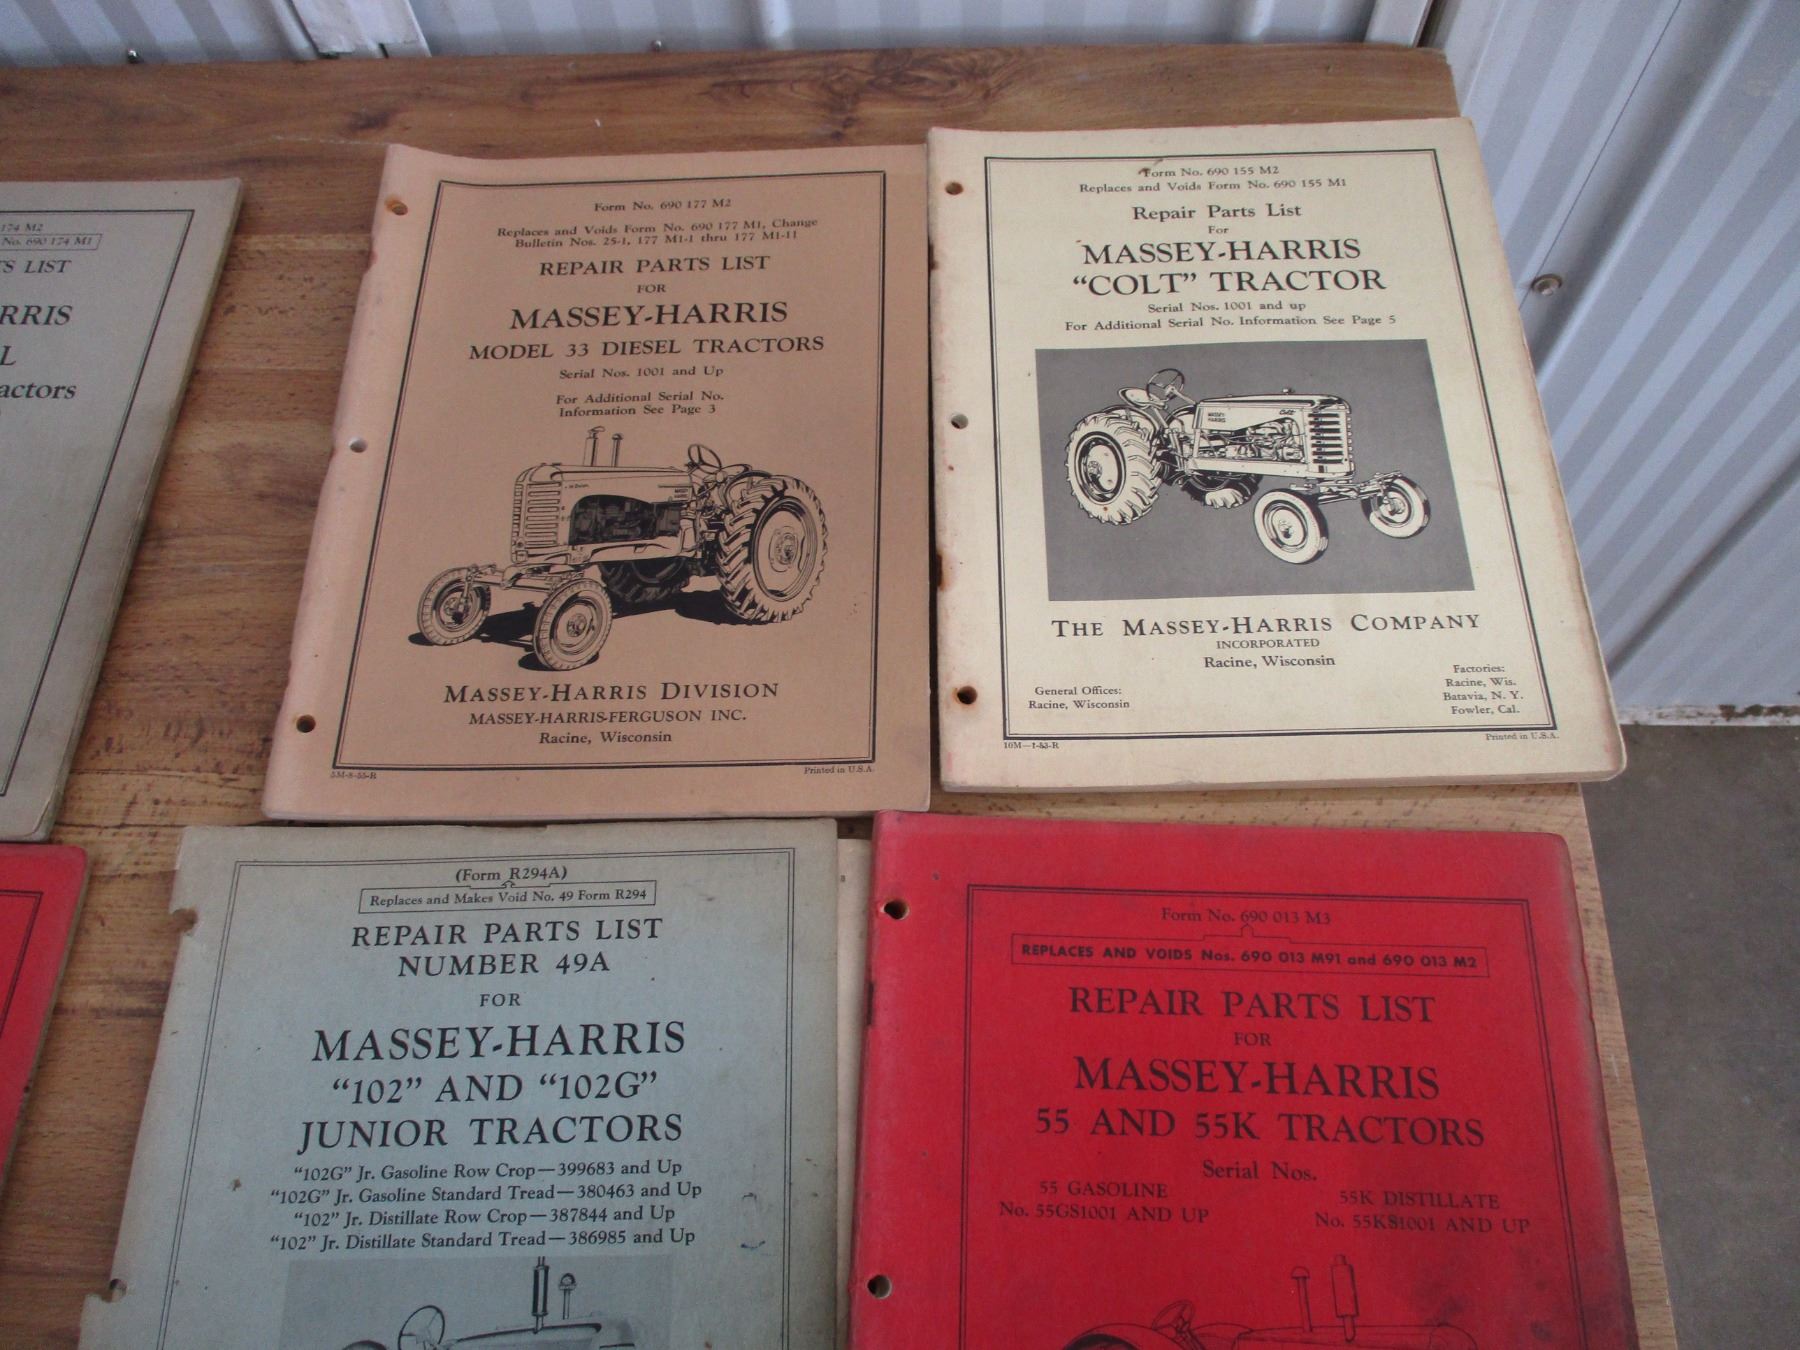 174 M2
No. 690 174 M1
TS LIST
RRIS
L
actors
Form No. 690 177 M2
Replaces and Voids Form No. 690 177 M1, Change
Bulletin Nos. 25-1, 177 M1-1 thru 177 M1-11
REPAIR PARTS LIST
FOR
MASSEY-HARRIS
MODEL 33 DIESEL TRACTORS
Serial Nos. 1001 and Up
For Additional Serial No.
Information See Page 3
MASSEY
HARRIS
MASSEY-HARRIS DIVISION
MASSEY-HARRIS-FERGUSON INC.
Racine, Wisconsin
5M-8-55-R
Printed in U.S.A.
Form No. 690 155 M2
Replaces and Voids Form No. 690 155 M1
Repair Parts List
For
MASSEY-HARRIS
“COLT” TRACTOR
Serial Nos. 1001 and up
For Additional Serial No. Information See Page 5
MASSEY
HARRIS
Colt
THE MASSEY-HARRIS COMPANY
INCORPORATED
Racine, Wisconsin
General Offices:
Racine, Wisconsin
Factories:
Racine, Wis.
Batavia, N. Y.
Fowler, Cal.
10M—1-53-R
Printed in U.S.A.
(Form R294A)
Replaces and Makes Void No. 49 Form R294
REPAIR PARTS LIST
NUMBER 49A
FOR
MASSEY-HARRIS
“102” AND “102G”
JUNIOR TRACTORS
“102G” Jr. Gasoline Row Crop—399683 and Up
“102G” Jr. Gasoline Standard Tread—380463 and Up
“102” Jr. Distillate Row Crop—387844 and Up
“102” Jr. Distillate Standard Tread—386985 and Up
Form No. 690 013 M3
REPLACES AND VOIDS Nos. 690 013 M91 and 690 013 M2
REPAIR PARTS LIST
FOR
MASSEY-HARRIS
55 AND 55K TRACTORS
Serial Nos.
55 GASOLINE
No. 55GS1001 AND UP
55K DISTILLATE
No. 55KS1001 AND UP